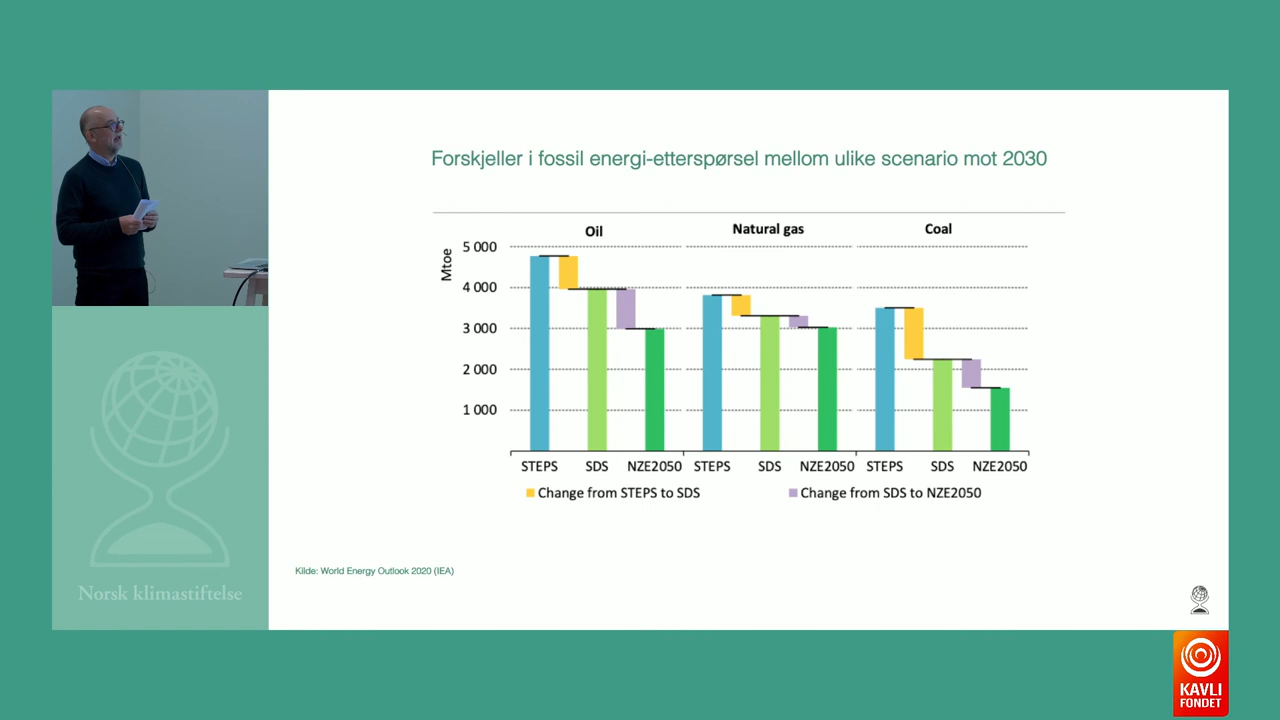 Forskjeller i fossil energi-etterspørsel mellom ulike scenario mot 2030
Oil
Natural gas
Coal
Mtoe
5 000
4 000
3 000
2 000
1 000
STEPS SDS NZE2050 STEPS SDS NZE2050 STEPS SDS NZE2050
Change from STEPS to SDS
Change from SDS to NZE2050
Kilde: World Energy Outlook 2020 (IEA)
Norsk klimastiftelse
KAVLI
FONDET